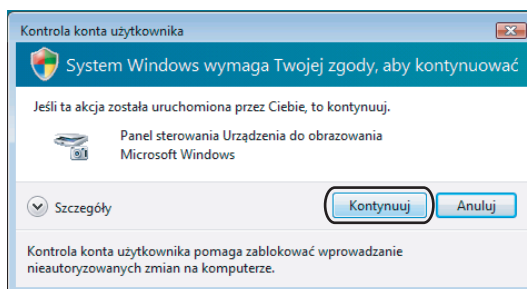 Kontrola konta użytkownika
System Windows wymaga Twojej zgody, aby kontynuować
Jeśli ta akcja została uruchomiona przez Ciebie, to kontynuuj.
Panel sterowania Urządzenia do obrazowania
Microsoft Windows
Szczegóły
Kontynuuj
Anuluj
Kontrola konta użytkownika pomaga zablokować wprowadzanie
nieautoryzowanych zmian na komputerze.